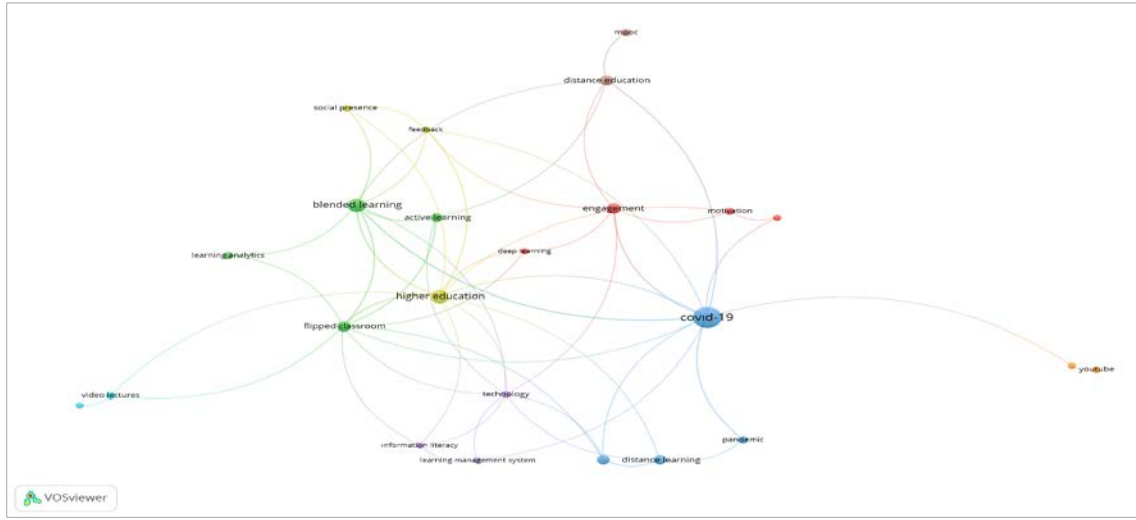 mooc
distance education
social presence
feedback
blended learning
engagement
motivation
active learning
deep learning
learning analytics
higher education
covid-19
flipped classroom
youtube
video lectures
technology
pandemic
information literacy
learning management system
distance learning
VOSviewer